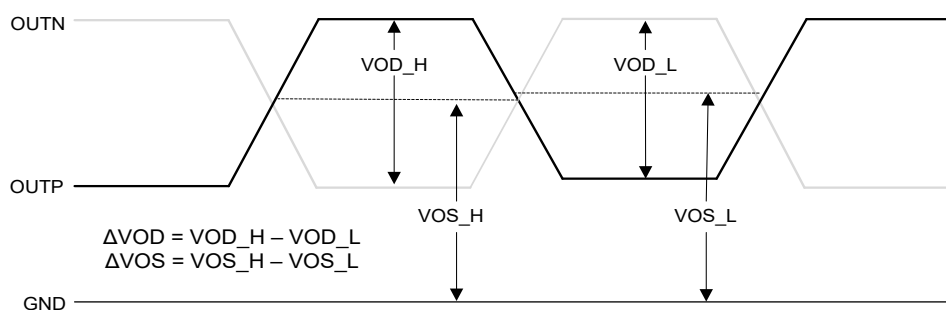 OUTN
VOD_H
VOD_L
OUTP
VOS_H
VOS_L
ΔVOD = VOD_H – VOD_L
ΔVOS = VOS_H – VOS_L
GND